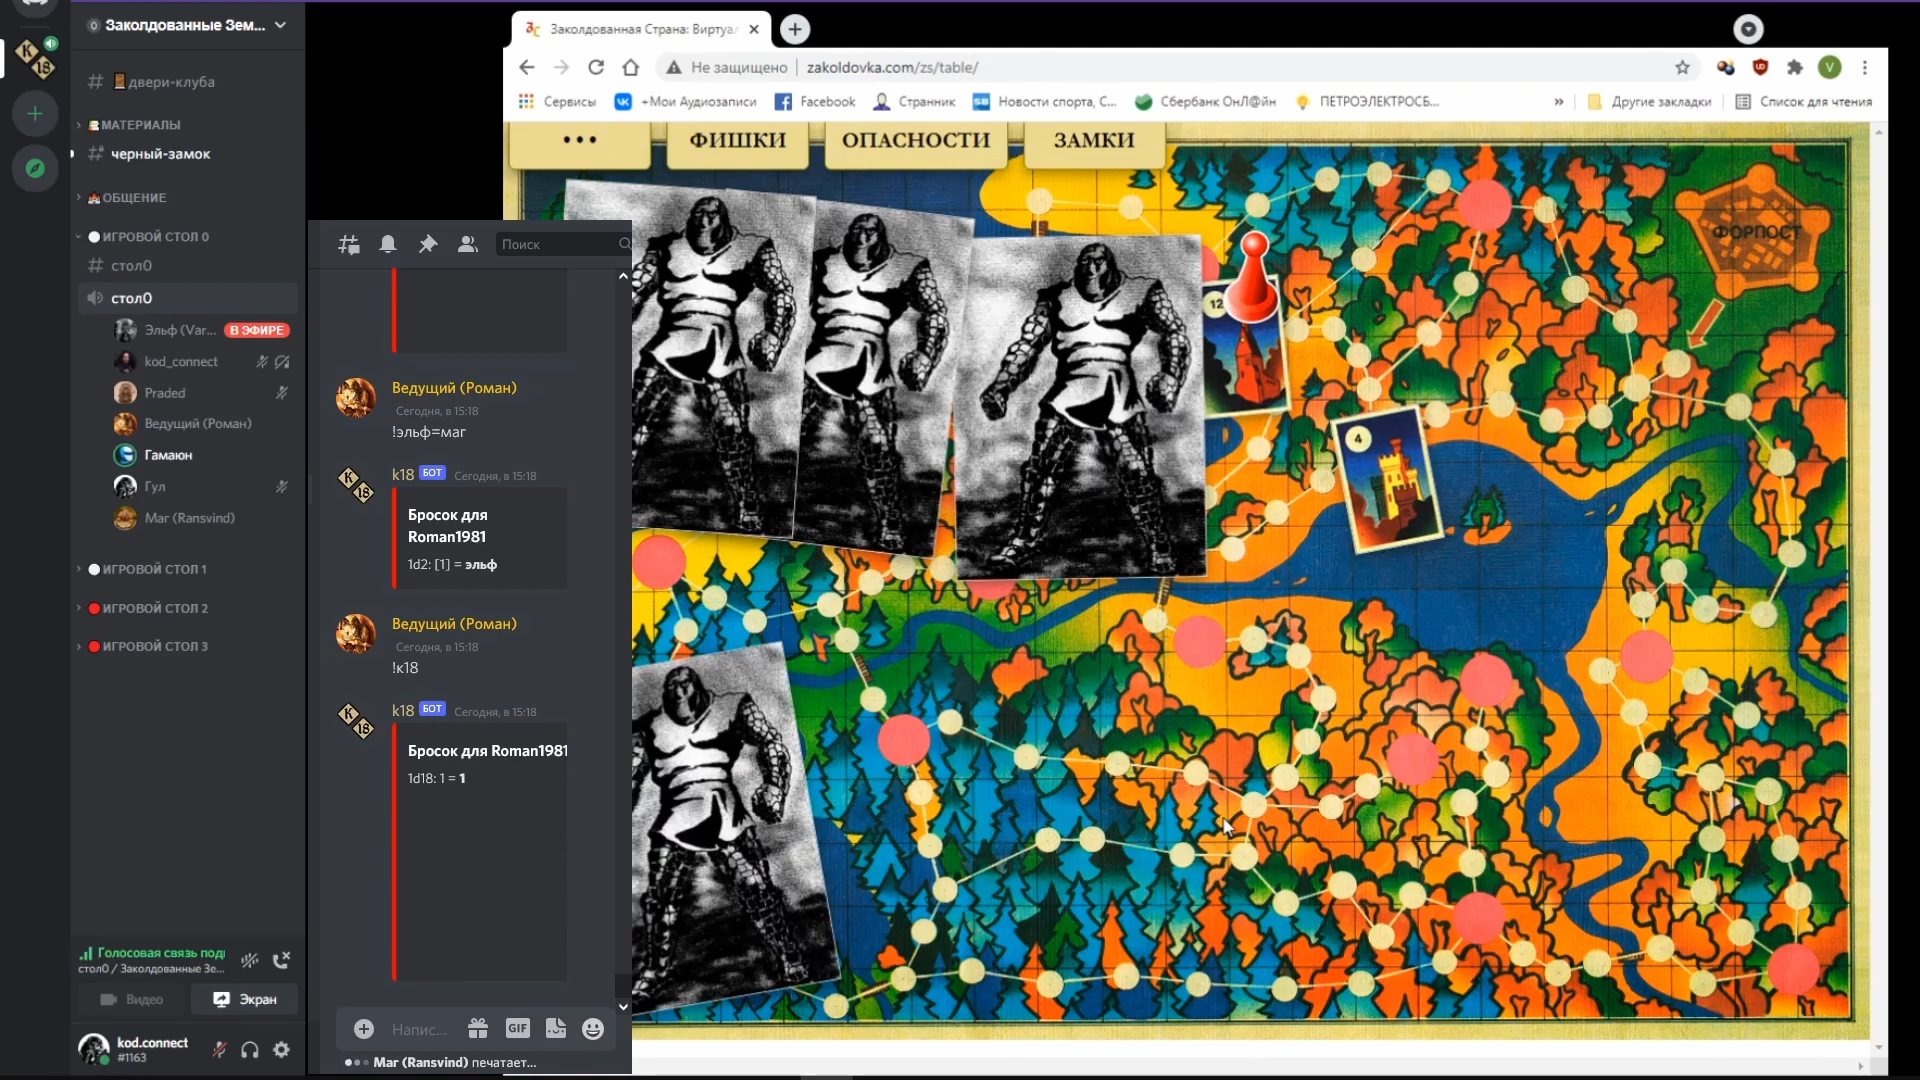 Заколдованные Зем...
двери-клуба
МАТЕРИАЛЫ
черный-замок
ОБЩЕНИЕ
ИГРОВОЙ СТОЛ 0
стол0
стол0
Эльф (Var...
В ЭФИРЕ
kod_connect
Praded
Ведущий (Роман)
Гамаюн
Гул
Маг (Ransvind)
ИГРОВОЙ СТОЛ 1
ИГРОВОЙ СТОЛ 2
ИГРОВОЙ СТОЛ 3
Голосовая связь под
стол0 / Заколдованные Зе...
Видео
Экран
kod.connect
#1163
Поиск
Ведущий (Роман)
Сегодня, в 15:18
!эльф=маг
k18 БОТ Сегодня, в 15:18
Бросок для
Roman1981
1d2: [1] = эльф
Ведущий (Роман)
Сегодня, в 15:18
!к18
k18 БОТ Сегодня, в 15:18
Бросок для Roman1981
1d18: 1 = 1
Напис...
GIF
Маг (Ransvind) печатает...
Заколдованная Страна: Виртуал
Не защищено
zakoldovka.com/zs/table/
V
Сервисы
+Мои Аудиозаписи
Facebook
Странник
Новости спорта, С...
Сбербанк ОнЛ@йн
ПЕТРОЭЛЕКТРОСБ...
»
Другие закладки
Список для чтения
•••
ФИШКИ
ОПАСНОСТИ
ЗАМКИ
ФОРПОСТ
12
4